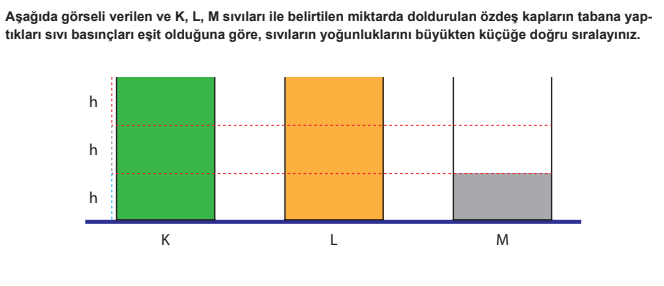 Aşağıda görseli verilen ve K, L, M sıvıları ile belirtilen miktarda doldurulan özdeş kapların tabana yap-
tıkları sıvı basınçları eşit olduğuna göre, sıvıların yoğunluklarını büyükten küçüğe doğru sıralayınız.
h
h
h
K L M